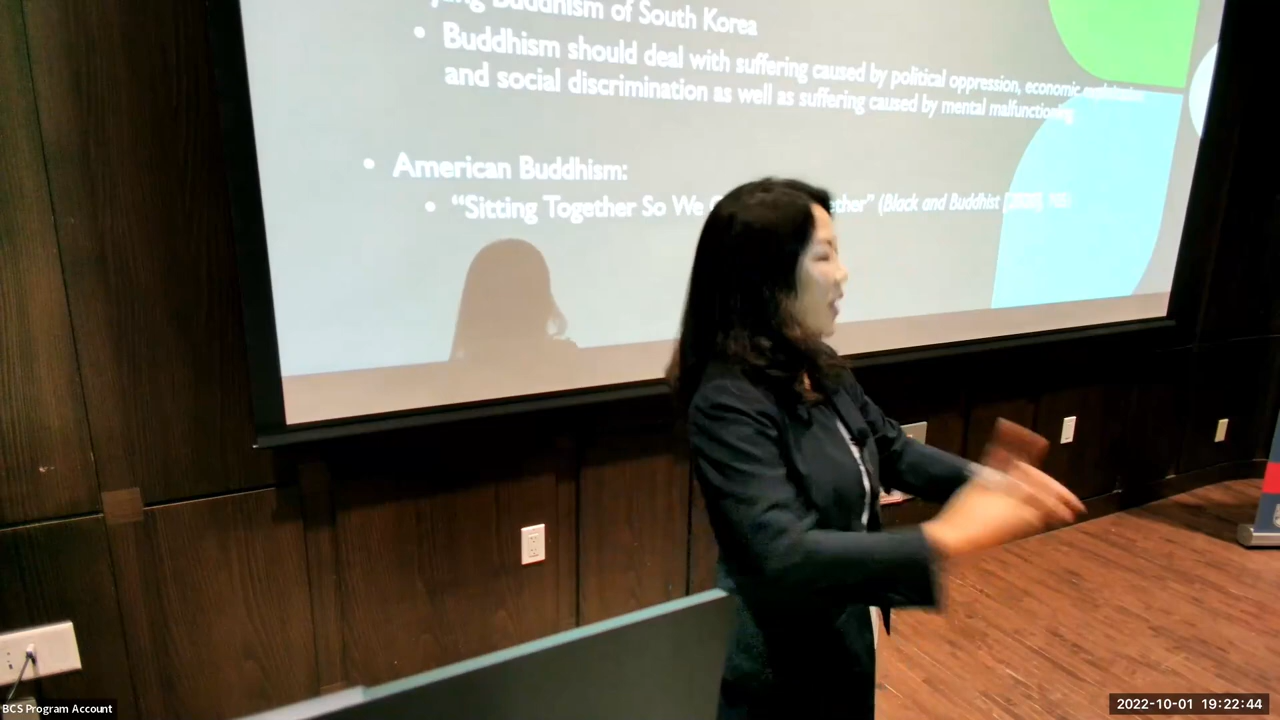 Buddhism of South Korea
• Buddhism should deal with suffering caused by political oppression, economic
and social discrimination as well as suffering caused by mental malfunctioning
• American Buddhism:
• “Sitting Together So We ” (Black and Buddhist
BCS Program Account
2022-10-01 19:22:44